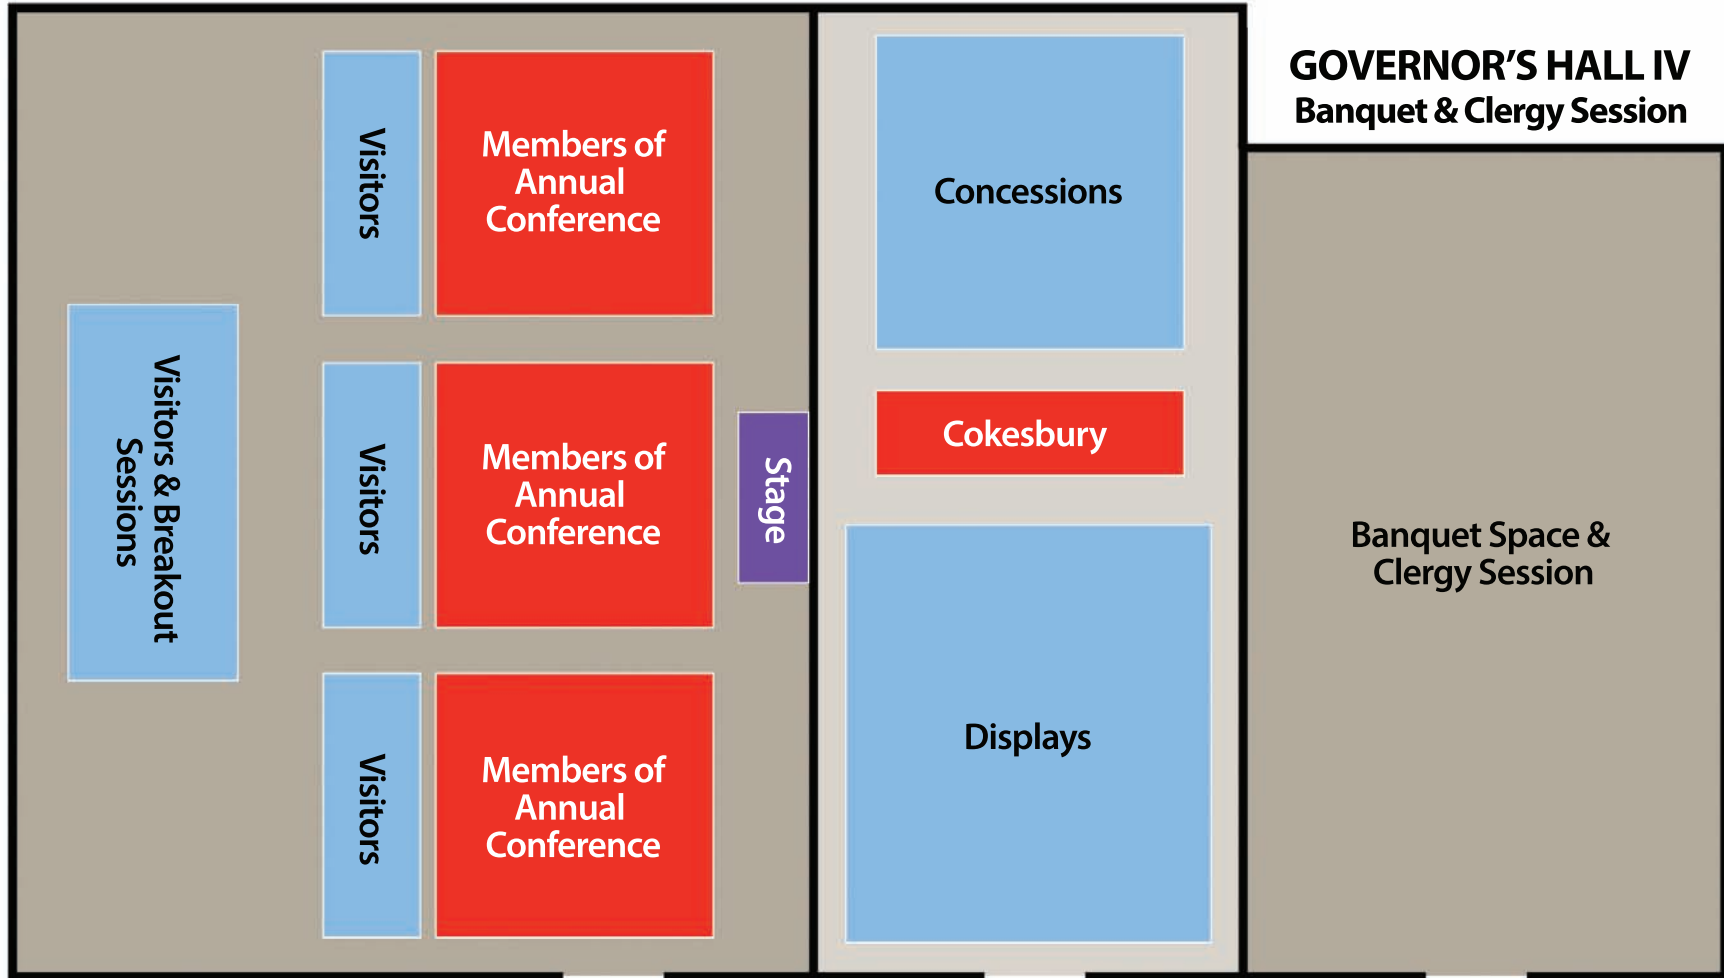 GOVERNOR'S HALL IV
Banquet & Clergy Session
Visitors & Breakout
Sessions
Visitors
Members of
Annual
Conference
Visitors
Members of
Annual
Conference
Visitors
Members of
Annual
Conference
Stage
Concessions
Cokesbury
Displays
Banquet Space &
Clergy Session